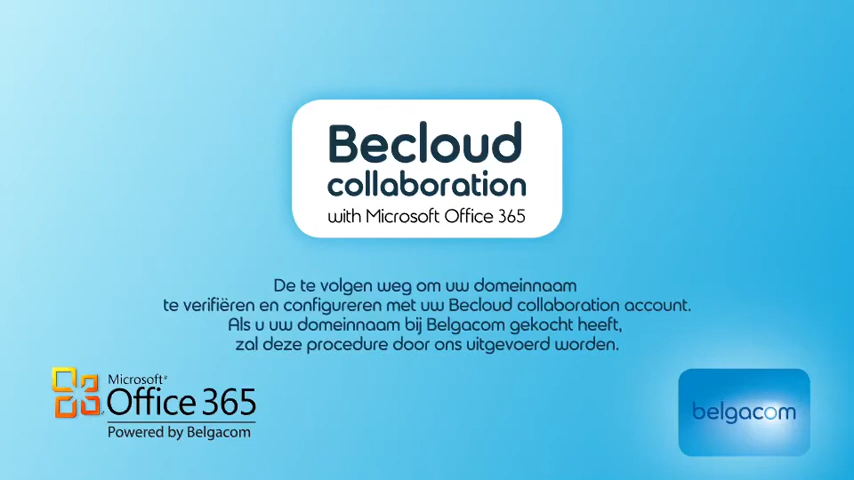 Becloud
collaboration
with Microsoft Office 365
De te volgen weg om uw domeinnaam
te verifiëren en configureren met uw Becloud collaboration account.
Als u uw domeinnaam bij Belgacom gekocht heeft,
zal deze procedure door ons uitgevoerd worden.
Microsoft®
Office 365
Powered by Belgacom
belgacom